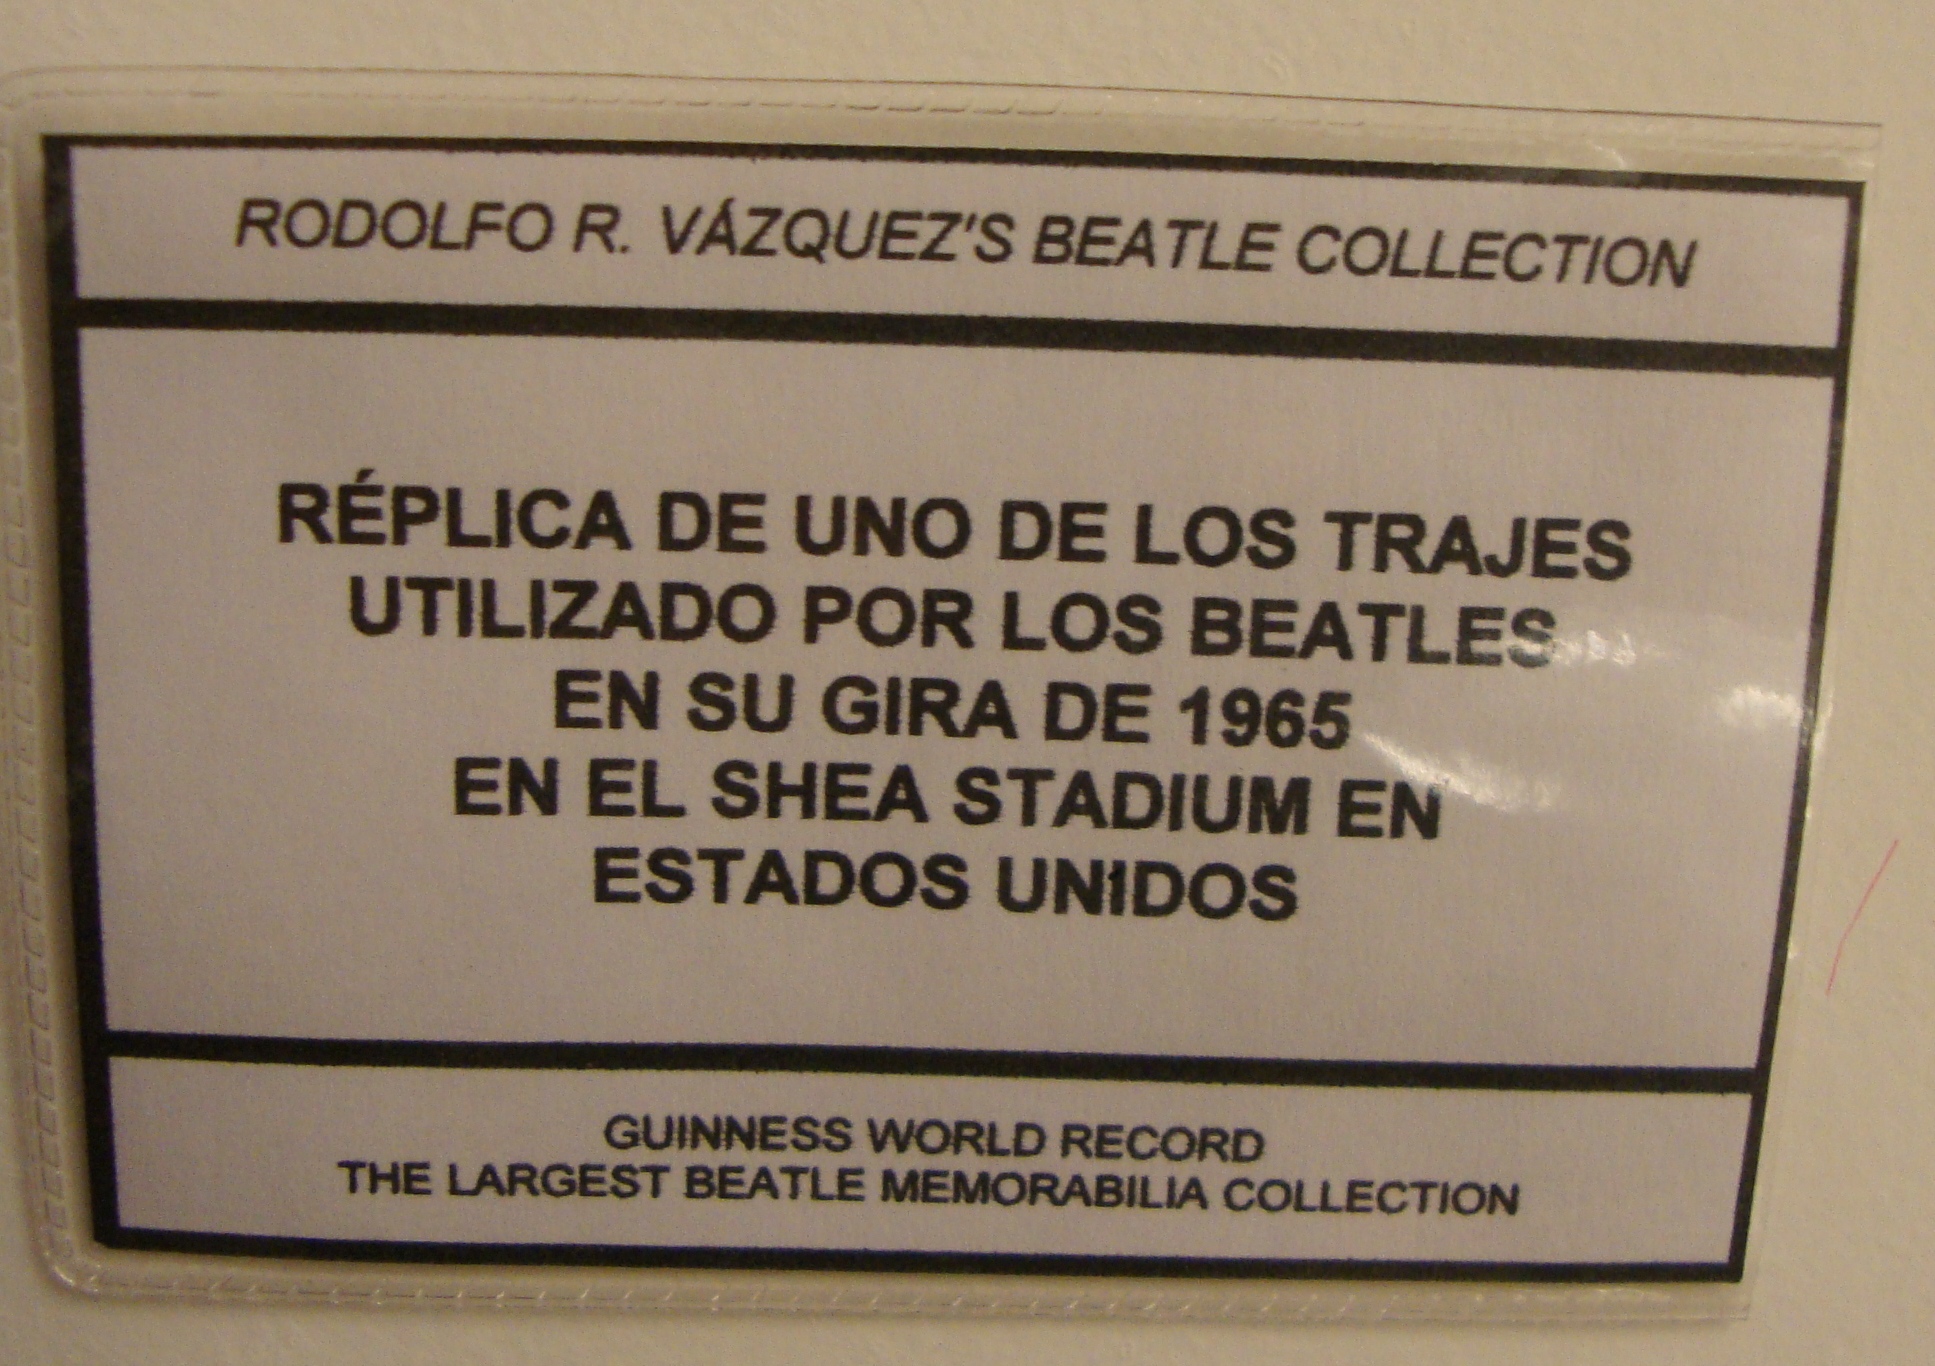 RODOLFO R. VÁZQUEZ'S BEATLE COLLECTION
RÉPLICA DE UNO DE LOS TRAJES
UTILIZADO POR LOS BEATLES
EN SU GIRA DE 1965
EN EL SHEA STADIUM EN
ESTADOS UNIDOS
GUINNESS WORLD RECORD
THE LARGEST BEATLE MEMORABILIA COLLECTION